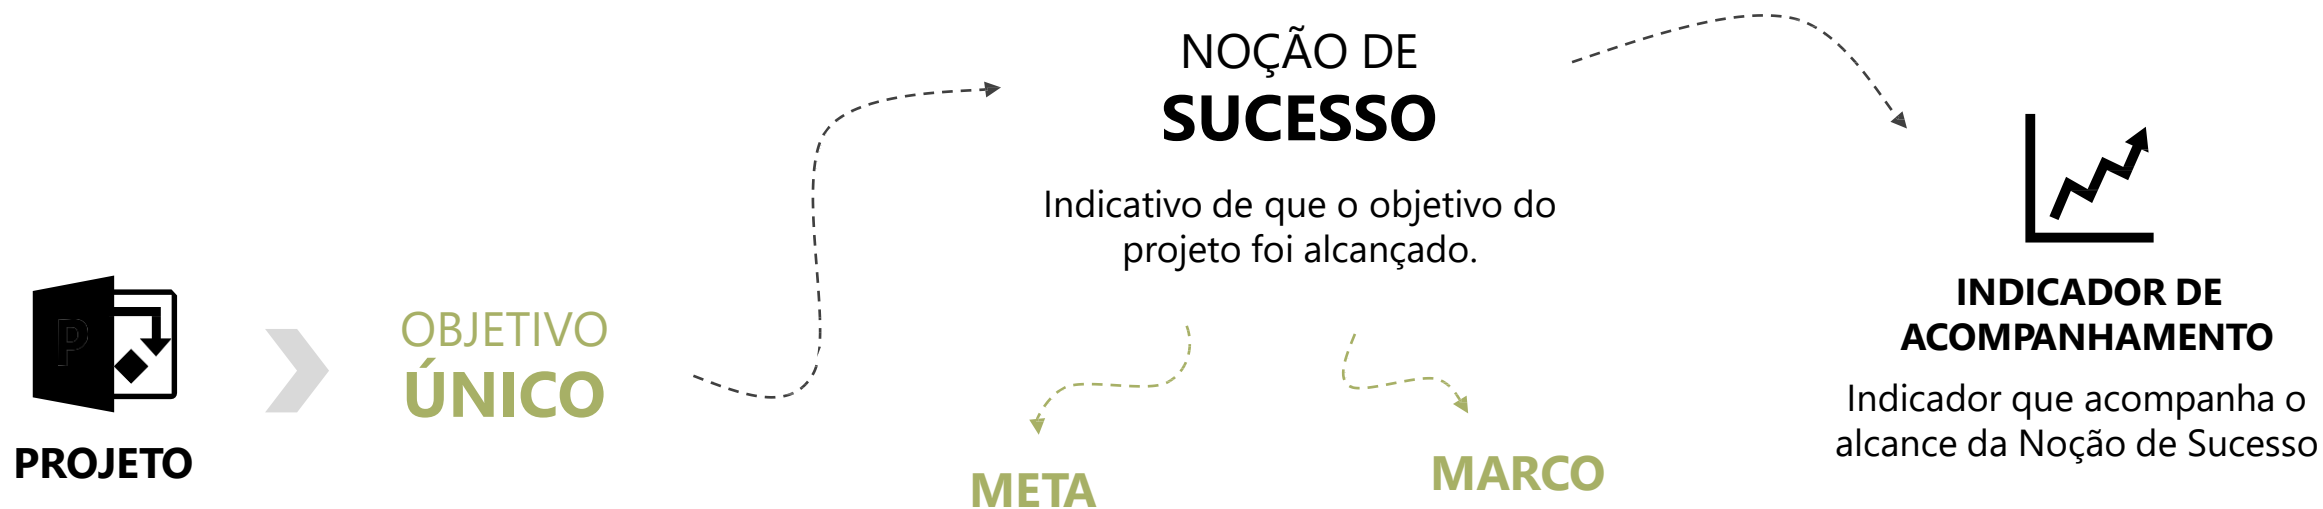 P
PROJETO
OBJETIVO
ÚNICO
NOÇÃO DE
SUCESSO
Indicativo de que o objetivo do
projeto foi alcançado.
META
MARCO
INDICADOR DE
ACOMPANHAMENTO
Indicador que acompanha o
alcance da Noção de Sucesso